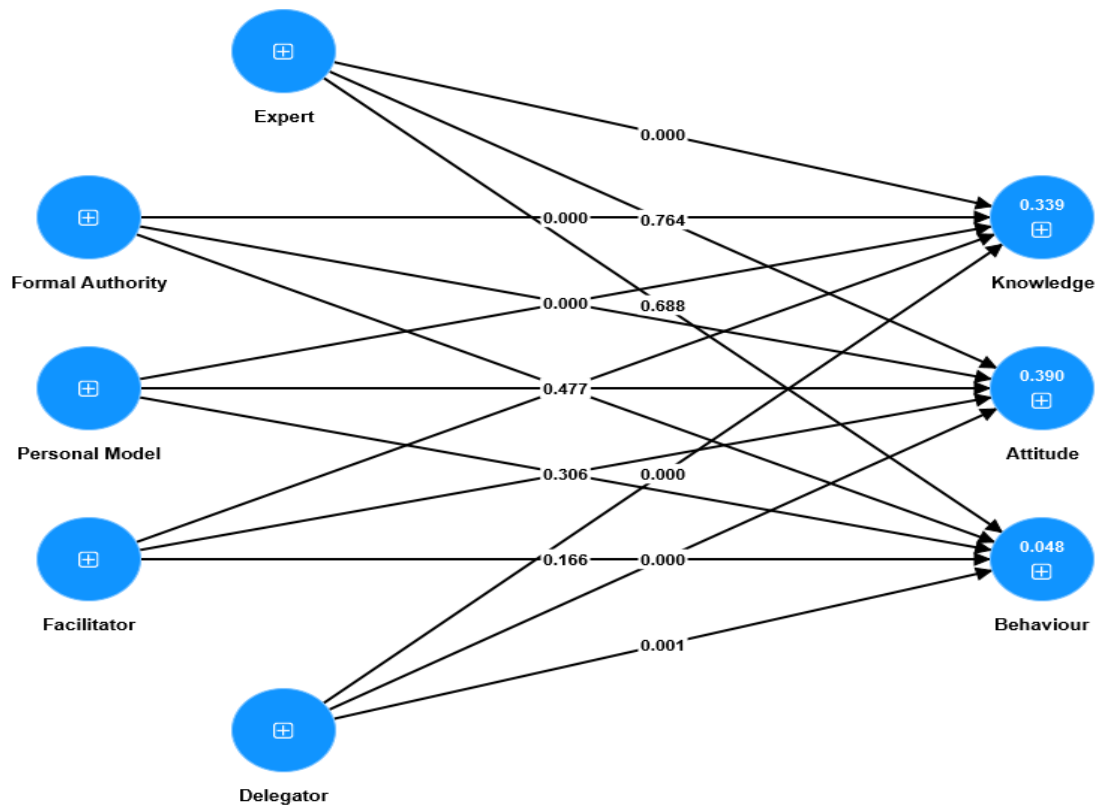 Expert
0.000
0.339
0.000
0.764
Formal Authority
Knowledge
0.000
0.688
0.390
0.477
Personal Model
Attitude
0.306
0.000
0.048
0.166
0.000
Facilitator
Behaviour
0.001
Delegator